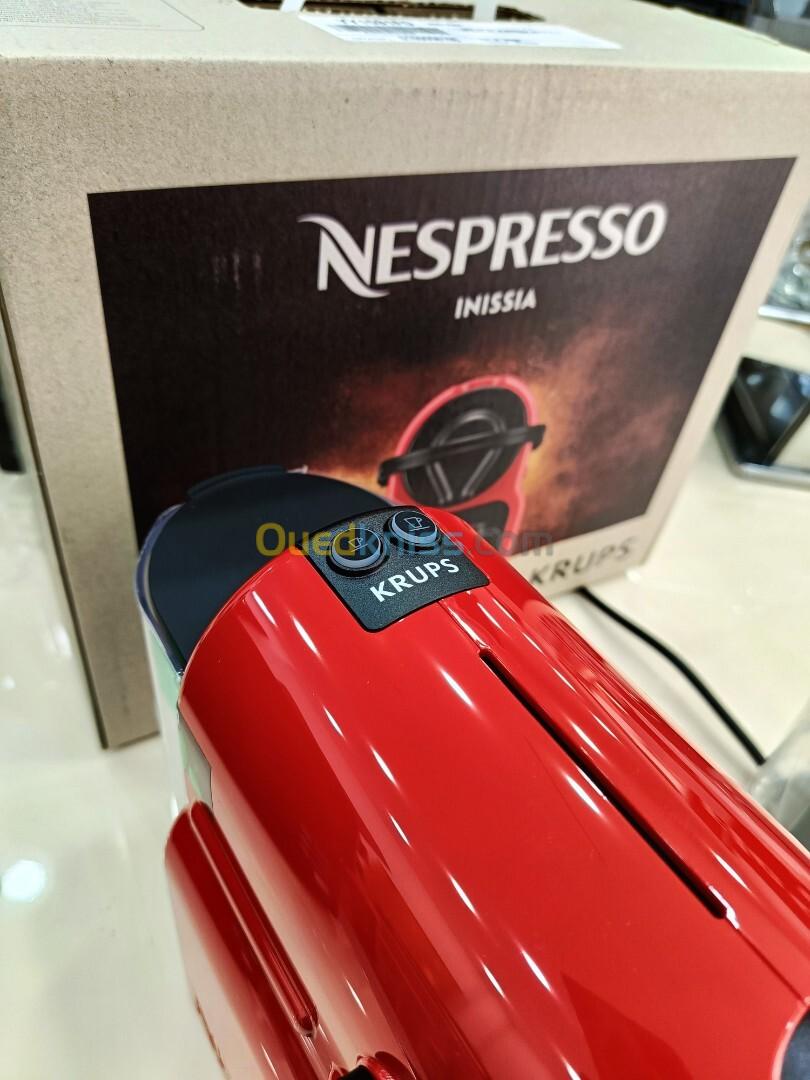 NESPRESSO
INISSIA
Ouedkniss.com
KRUPS
KRUPS